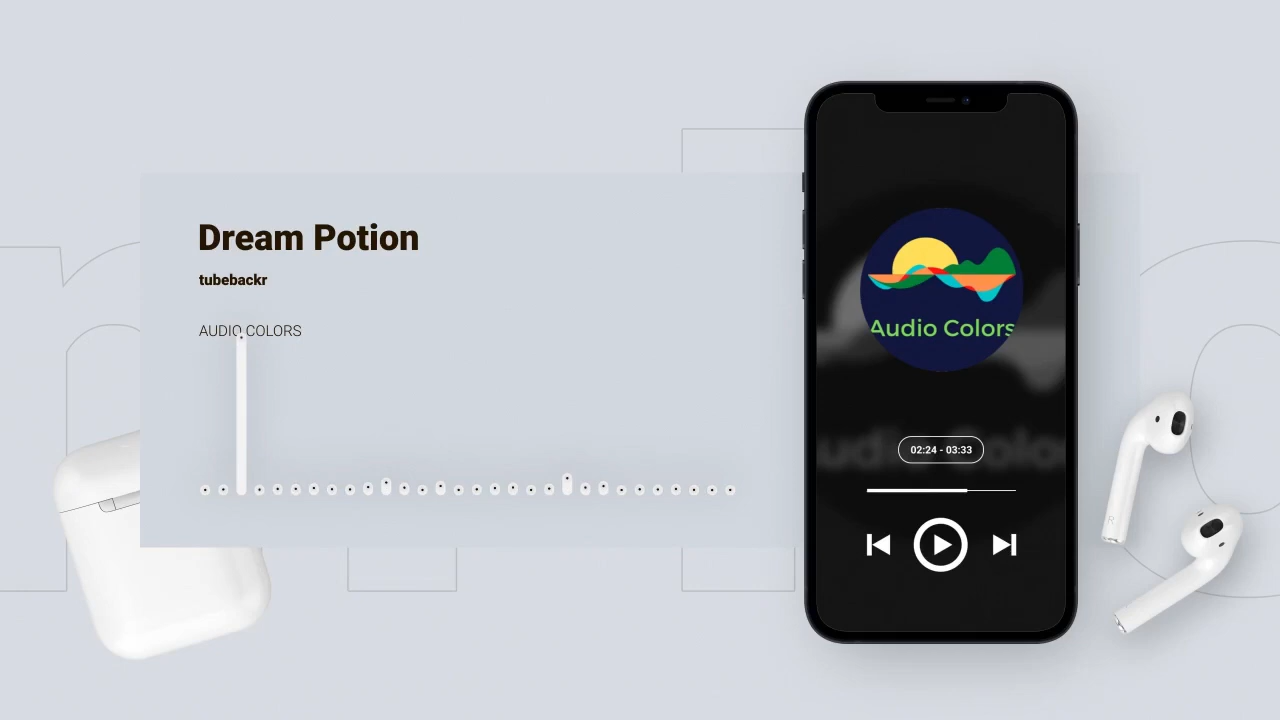 Dream Potion
tubebackr
AUDIO COLORS
Audio Colors
02:24 - 03:33
R